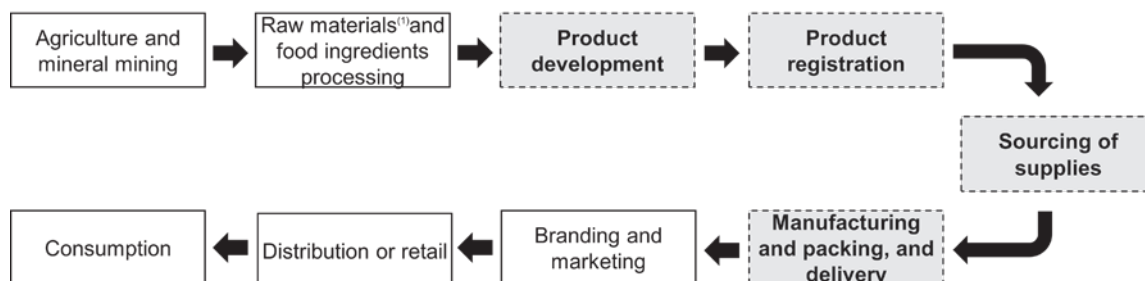 Agriculture and
mineral mining
Raw materials(1) and
food ingredients
processing
Product
development
Product
registration
Sourcing of
supplies
Manufacturing
and packing, and
delivery
Branding and
marketing
Distribution or retail
Consumption